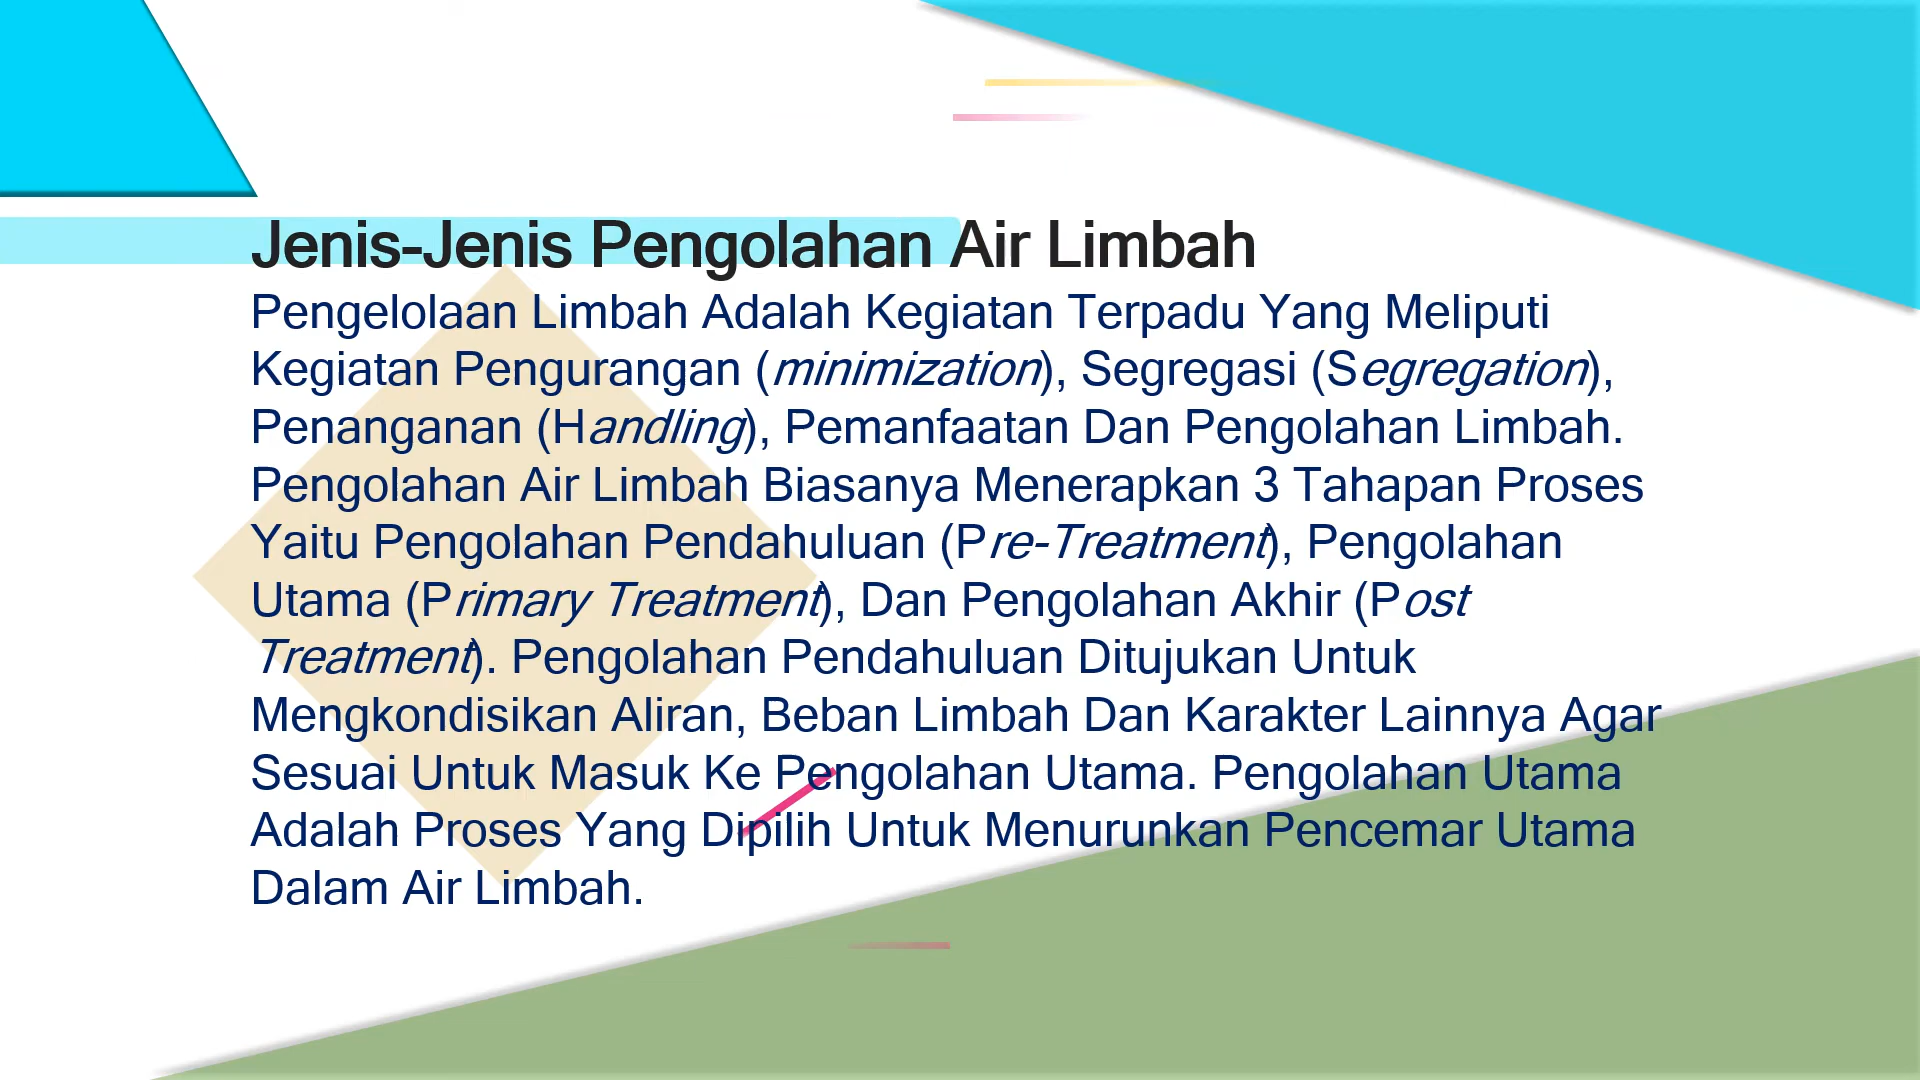 Jenis-Jenis Pengolahan Air Limbah
Pengelolaan Limbah Adalah Kegiatan Terpadu Yang Meliputi
Kegiatan Pengurangan (minimization), Segregasi (Segregation),
Penanganan (Handling), Pemanfaatan Dan Pengolahan Limbah.
Pengolahan Air Limbah Biasanya Menerapkan 3 Tahapan Proses
Yaitu Pengolahan Pendahuluan (Pre-Treatment), Pengolahan
Utama (Primary Treatment), Dan Pengolahan Akhir (Post
Treatment). Pengolahan Pendahuluan Ditujukan Untuk
Mengkondisikan Aliran, Beban Limbah Dan Karakter Lainnya Agar
Sesuai Untuk Masuk Ke Pengolahan Utama. Pengolahan Utama
Adalah Proses Yang Dipilih Untuk Menurunkan Pencemar Utama
Dalam Air Limbah.